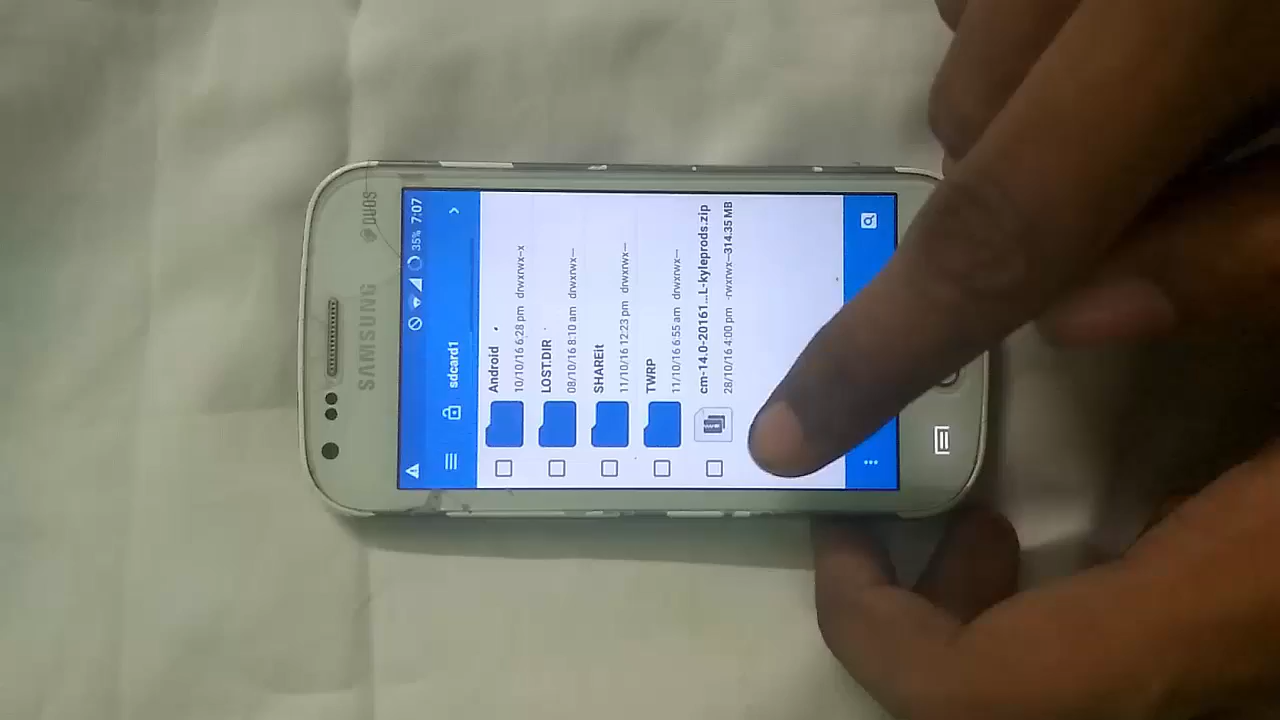 SAMSUNG
DUOS
35% 7:07
sdcard1
Android
10/10/16 6:28 pm drwxrwx--x
LOST.DIR
08/10/16 8:10 am drwxrwx---
SHAREit
11/10/16 12:23 pm drwxrwx---
TWRP
11/10/16 6:55 am drwxrwx---
cm-14.0-20161...L-kyleprods.zip
28/10/16 4:00 pm -rwxrwx---314.35 MB